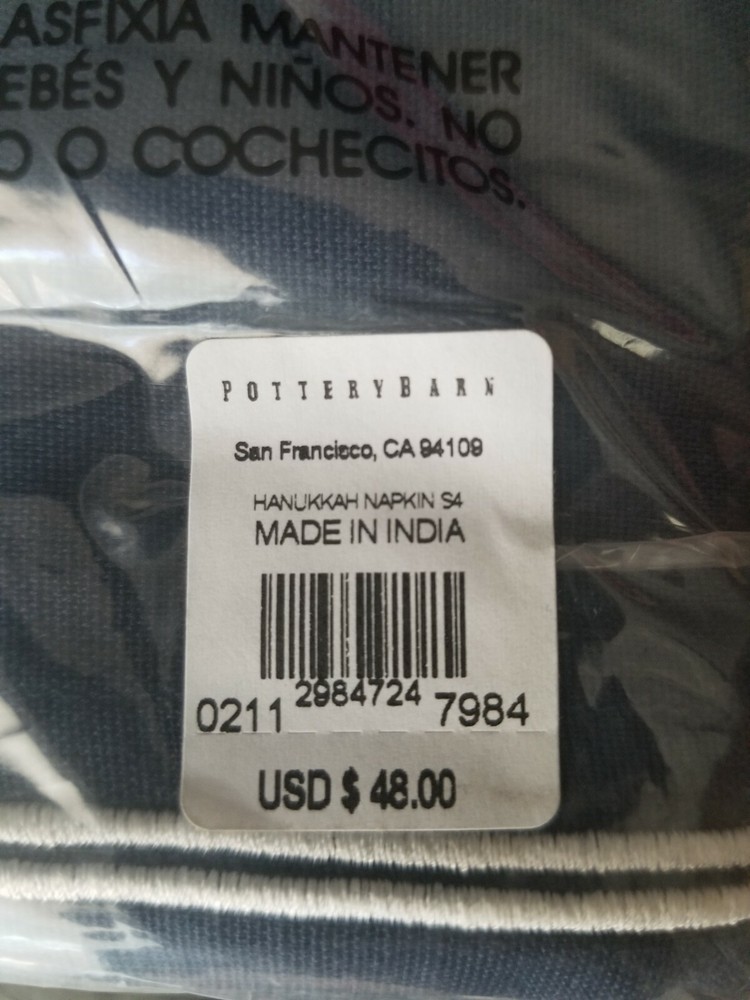 ASFIXIA MANTENER
EBÉS Y NIÑOS. NO
O O COCHECITOS.
POTTERYBARN
San Francisco, CA 94109
HANUKKAH NAPKIN S4
MADE IN INDIA
0211 2984724 7984
USD $ 48.00